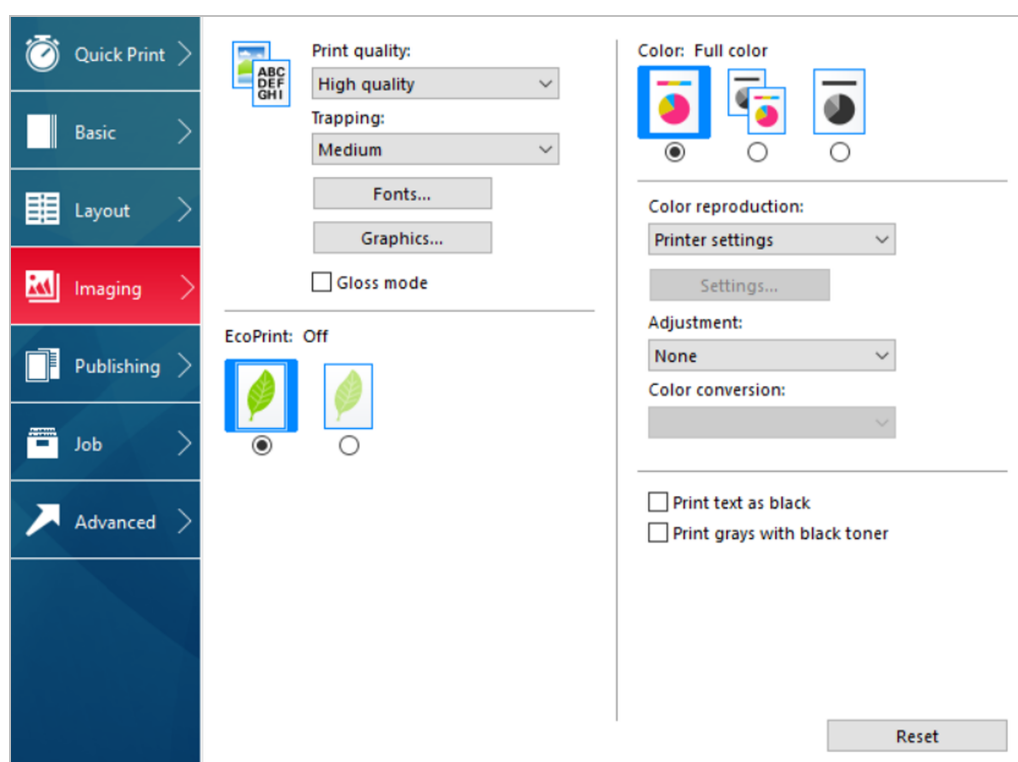 Quick Print
Basic
Layout
Imaging
Publishing
Job
Advanced
ABC
DEF
GHI
Print quality:
High quality
Trapping:
Medium
Fonts...
Graphics...
Gloss mode
EcoPrint: Off
Color: Full color
Color reproduction:
Printer settings
Settings...
Adjustment:
None
Color conversion:
Print text as black
Print grays with black toner
Reset